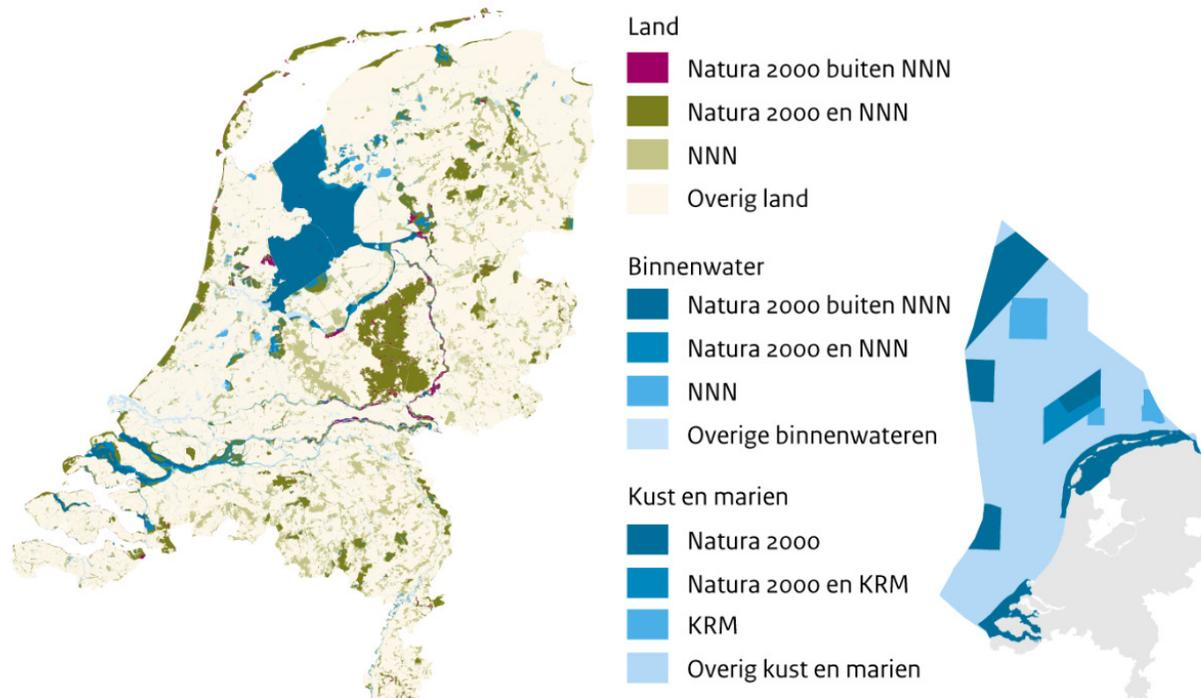 Land
Natura 2000 buiten NNN
Natura 2000 en NNN
NNN
Overig land
Binnenwater
Natura 2000 buiten NNN
Natura 2000 en NNN
NNN
Overige binnenwateren
Kust en marien
Natura 2000
Natura 2000 en KRM
KRM
Overig kust en marien